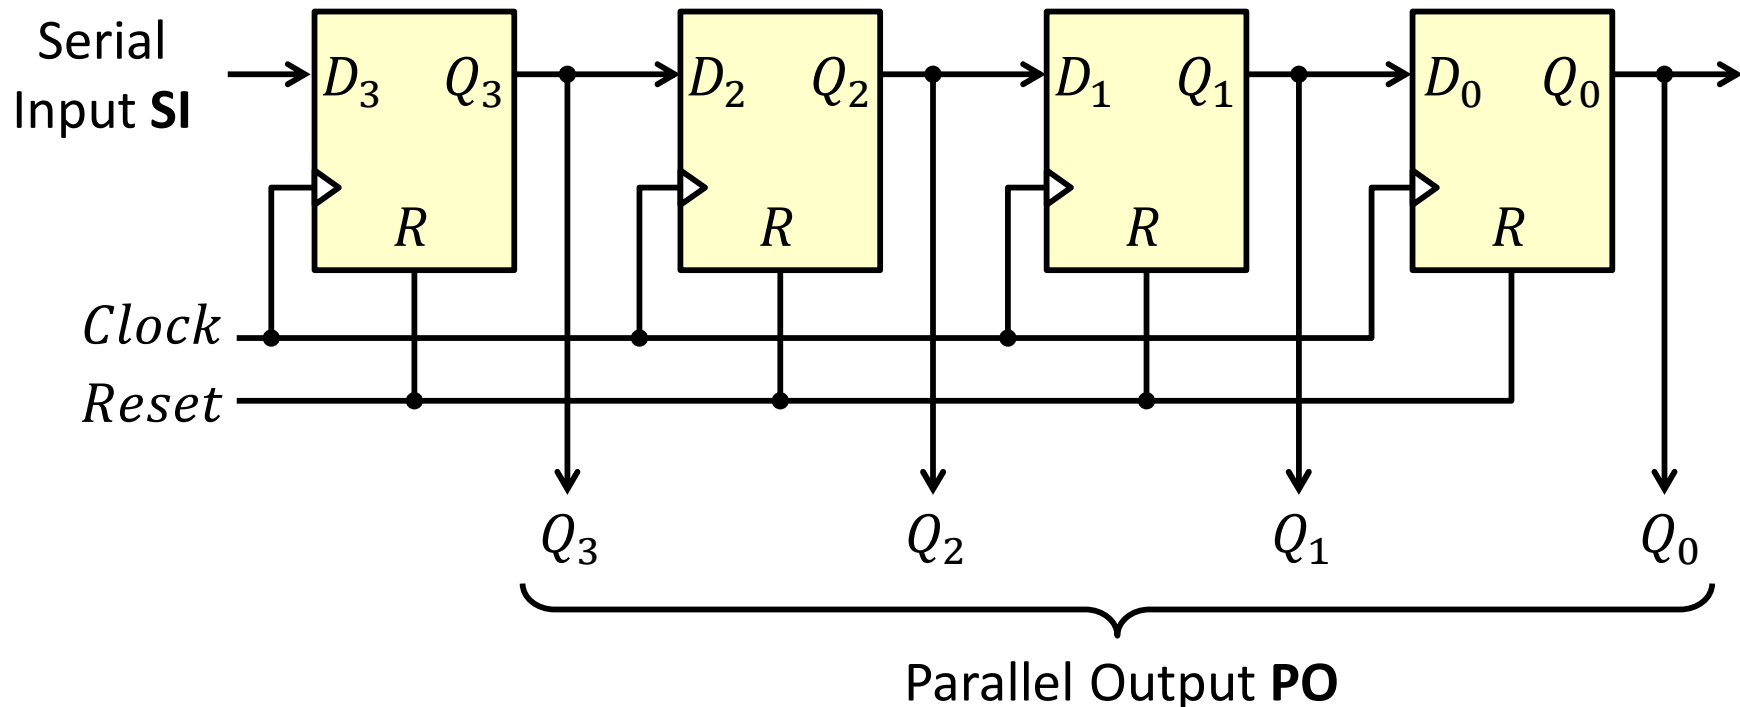 Serial
Input SI
D₃ Q₃ D₂ Q₂ D₁ Q₁ D₀ Q₀
R R R R
Clock
Reset
Q₃ Q₂ Q₁ Q₀
Parallel Output PO